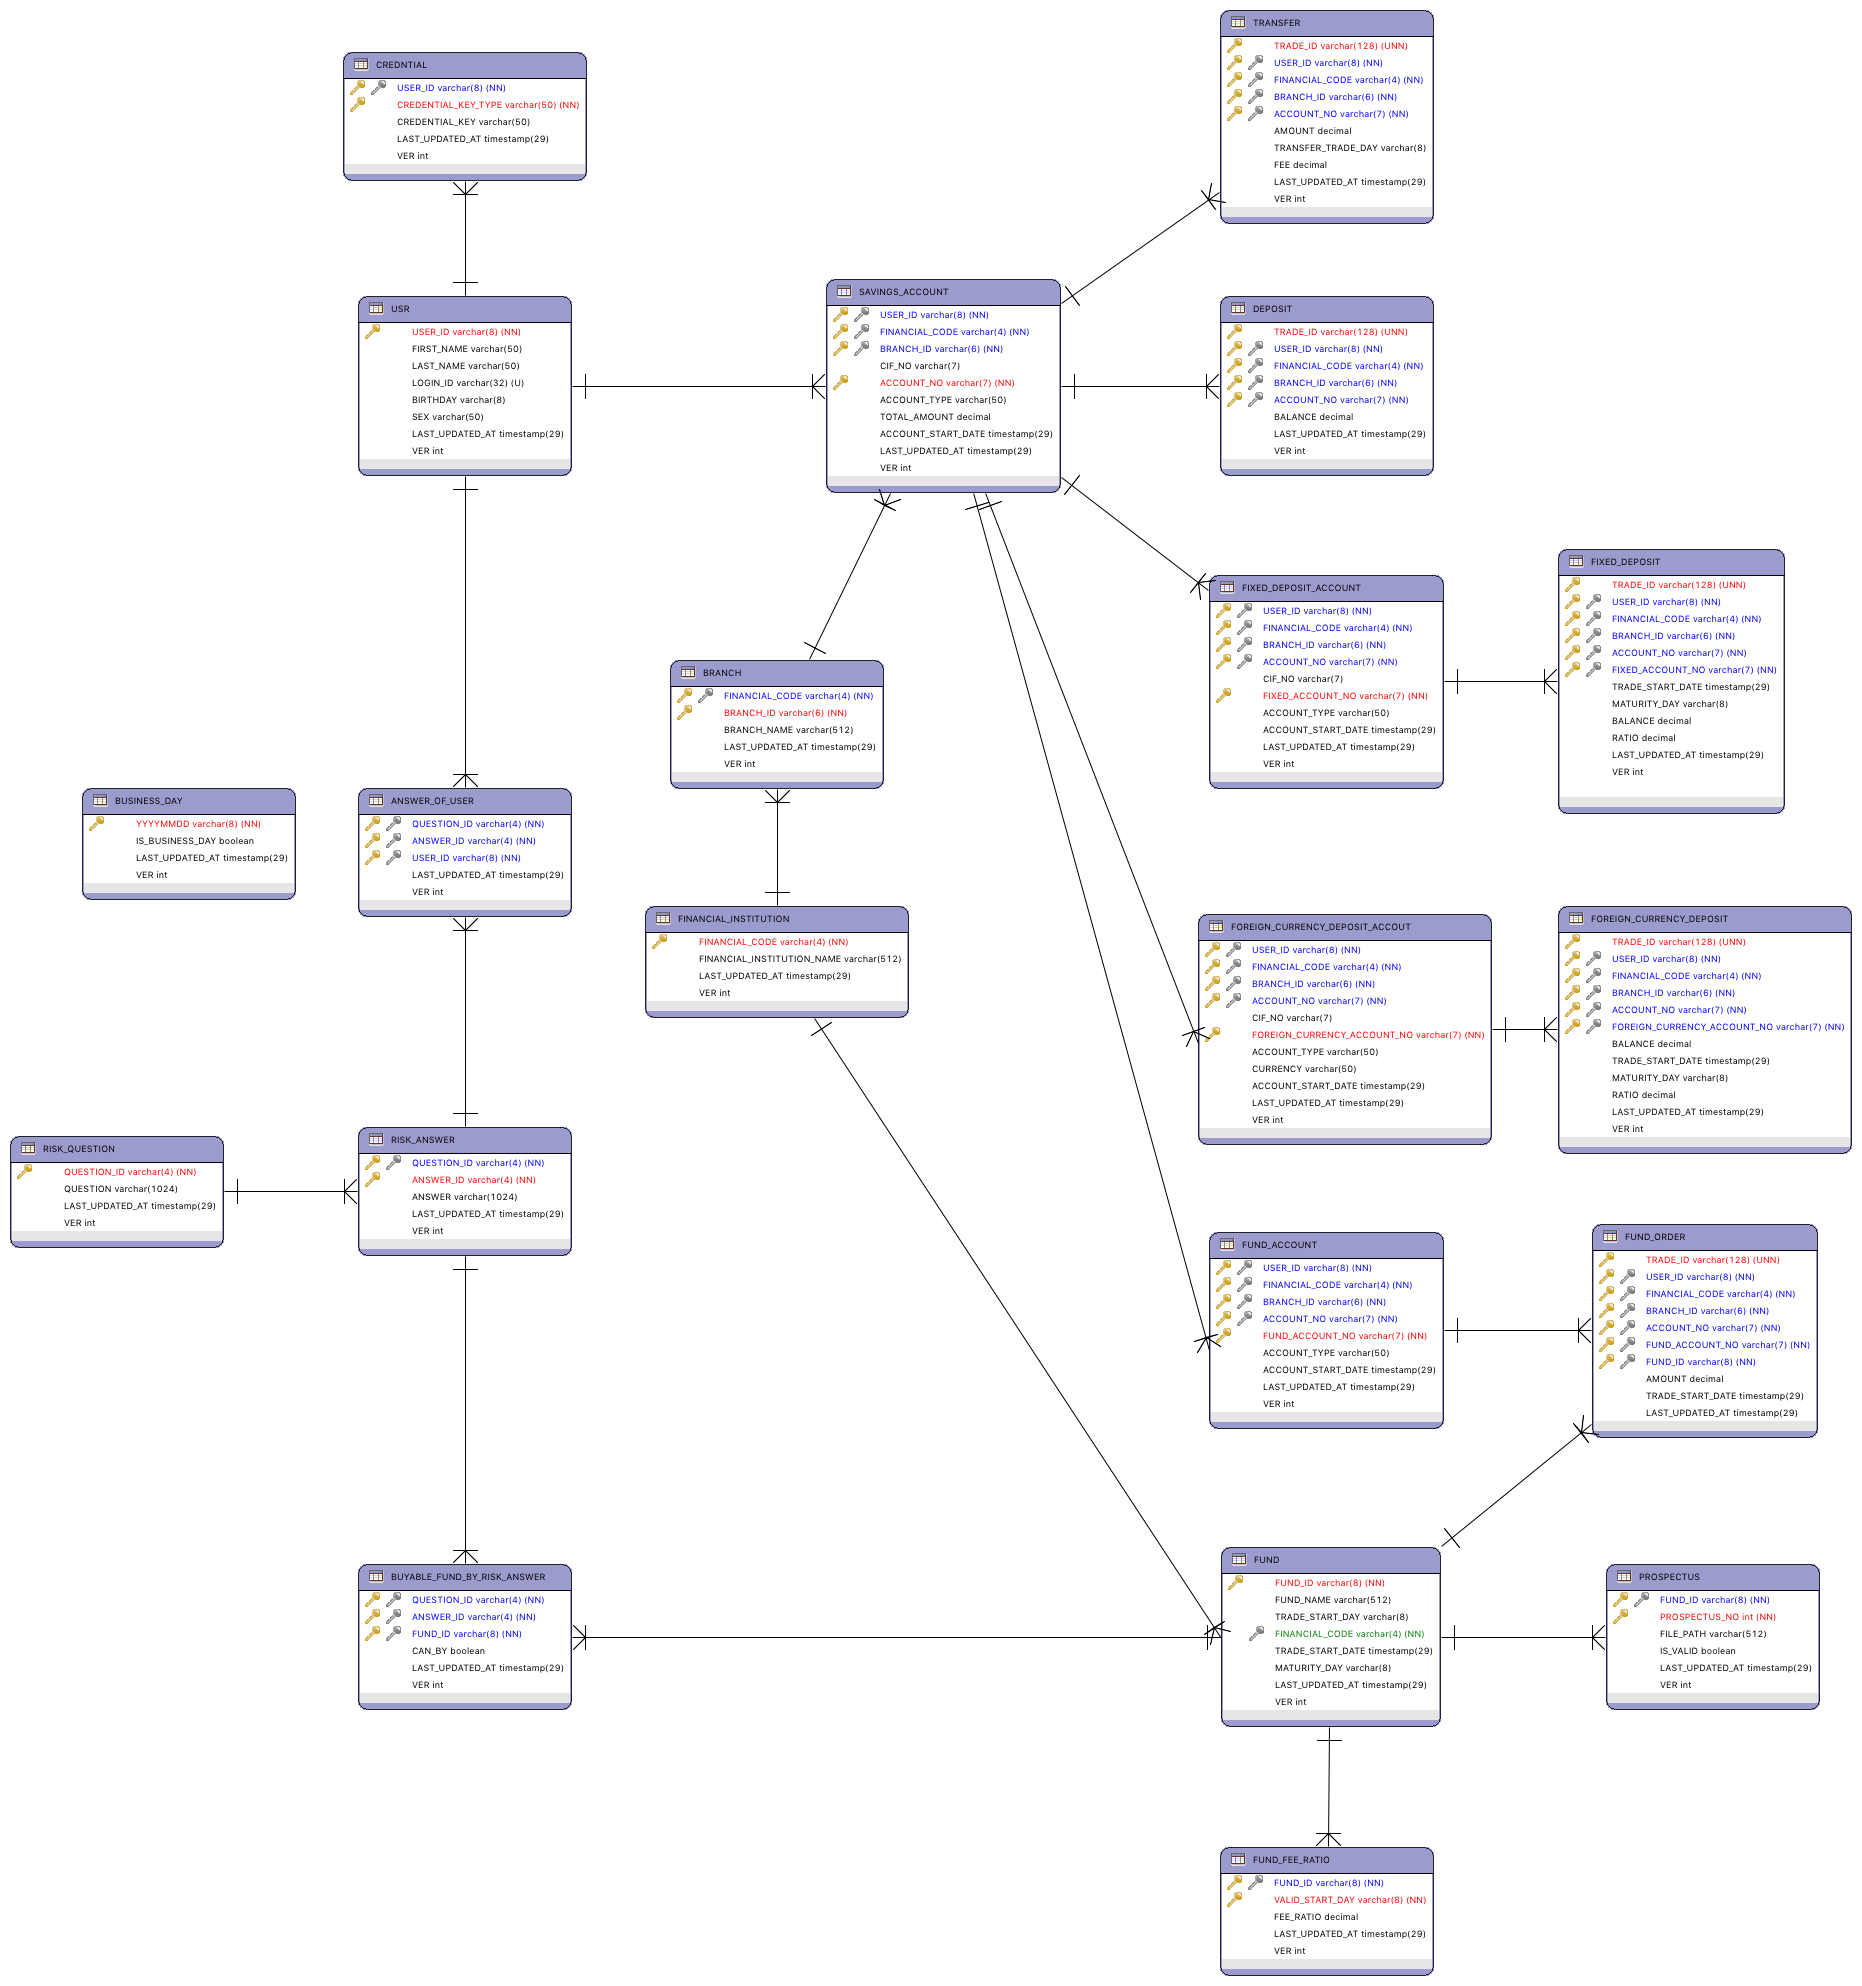 TRANSFER
TRADE_ID varchar(128) (UNN)
USER_ID varchar(8) (NN)
FINANCIAL_CODE varchar(4) (NN)
BRANCH_ID varchar(6) (NN)
ACCOUNT_NO varchar(7) (NN)
AMOUNT decimal
TRANSFER_TRADE_DAY varchar(8)
FEE decimal
LAST_UPDATED_AT timestamp(29)
VER int
CREDNTIAL
USER_ID varchar(8) (NN)
CREDENTIAL_KEY_TYPE varchar(50) (NN)
CREDENTIAL_KEY varchar(50)
LAST_UPDATED_AT timestamp(29)
VER int
USR
USER_ID varchar(8) (NN)
FIRST_NAME varchar(50)
LAST_NAME varchar(50)
LOGIN_ID varchar(32) (U)
BIRTHDAY varchar(8)
SEX varchar(50)
LAST_UPDATED_AT timestamp(29)
VER int
SAVINGS_ACCOUNT
USER_ID varchar(8) (NN)
FINANCIAL_CODE varchar(4) (NN)
BRANCH_ID varchar(6) (NN)
CIF_NO varchar(7)
ACCOUNT_NO varchar(7) (NN)
ACCOUNT_TYPE varchar(50)
TOTAL_AMOUNT decimal
ACCOUNT_START_DATE timestamp(29)
LAST_UPDATED_AT timestamp(29)
VER int
DEPOSIT
TRADE_ID varchar(128) (UNN)
USER_ID varchar(8) (NN)
FINANCIAL_CODE varchar(4) (NN)
BRANCH_ID varchar(6) (NN)
ACCOUNT_NO varchar(7) (NN)
BALANCE decimal
LAST_UPDATED_AT timestamp(29)
VER int
FIXED_DEPOSIT_ACCOUNT
USER_ID varchar(8) (NN)
FINANCIAL_CODE varchar(4) (NN)
BRANCH_ID varchar(6) (NN)
ACCOUNT_NO varchar(7) (NN)
CIF_NO varchar(7)
FIXED_ACCOUNT_NO varchar(7) (NN)
ACCOUNT_TYPE varchar(50)
ACCOUNT_START_DATE timestamp(29)
LAST_UPDATED_AT timestamp(29)
VER int
FIXED_DEPOSIT
TRADE_ID varchar(128) (UNN)
USER_ID varchar(8) (NN)
FINANCIAL_CODE varchar(4) (NN)
BRANCH_ID varchar(6) (NN)
ACCOUNT_NO varchar(7) (NN)
FIXED_ACCOUNT_NO varchar(7) (NN)
TRADE_START_DATE timestamp(29)
MATURITY_DAY varchar(8)
BALANCE decimal
RATIO decimal
LAST_UPDATED_AT timestamp(29)
VER int
BRANCH
FINANCIAL_CODE varchar(4) (NN)
BRANCH_ID varchar(6) (NN)
BRANCH_NAME varchar(512)
LAST_UPDATED_AT timestamp(29)
VER int
BUSINESS_DAY
YYYYMMDD varchar(8) (NN)
IS_BUSINESS_DAY boolean
LAST_UPDATED_AT timestamp(29)
VER int
ANSWER_OF_USER
QUESTION_ID varchar(4) (NN)
ANSWER_ID varchar(4) (NN)
USER_ID varchar(8) (NN)
LAST_UPDATED_AT timestamp(29)
VER int
FINANCIAL_INSTITUTION
FINANCIAL_CODE varchar(4) (NN)
FINANCIAL_INSTITUTION_NAME varchar(512)
LAST_UPDATED_AT timestamp(29)
VER int
FOREIGN_CURRENCY_DEPOSIT_ACCOUT
USER_ID varchar(8) (NN)
FINANCIAL_CODE varchar(4) (NN)
BRANCH_ID varchar(6) (NN)
ACCOUNT_NO varchar(7) (NN)
CIF_NO varchar(7)
FOREIGN_CURRENCY_ACCOUNT_NO varchar(7) (NN)
ACCOUNT_TYPE varchar(50)
CURRENCY varchar(50)
ACCOUNT_START_DATE timestamp(29)
LAST_UPDATED_AT timestamp(29)
VER int
FOREIGN_CURRENCY_DEPOSIT
TRADE_ID varchar(128) (UNN)
USER_ID varchar(8) (NN)
FINANCIAL_CODE varchar(4) (NN)
BRANCH_ID varchar(6) (NN)
ACCOUNT_NO varchar(7) (NN)
FOREIGN_CURRENCY_ACCOUNT_NO varchar(7) (NN)
BALANCE decimal
TRADE_START_DATE timestamp(29)
MATURITY_DAY varchar(8)
RATIO decimal
LAST_UPDATED_AT timestamp(29)
VER int
RISK_QUESTION
QUESTION_ID varchar(4) (NN)
QUESTION varchar(1024)
LAST_UPDATED_AT timestamp(29)
VER int
RISK_ANSWER
QUESTION_ID varchar(4) (NN)
ANSWER_ID varchar(4) (NN)
ANSWER varchar(1024)
LAST_UPDATED_AT timestamp(29)
VER int
FUND_ACCOUNT
USER_ID varchar(8) (NN)
FINANCIAL_CODE varchar(4) (NN)
BRANCH_ID varchar(6) (NN)
ACCOUNT_NO varchar(7) (NN)
FUND_ACCOUNT_NO varchar(7) (NN)
ACCOUNT_TYPE varchar(50)
ACCOUNT_START_DATE timestamp(29)
LAST_UPDATED_AT timestamp(29)
VER int
FUND_ORDER
TRADE_ID varchar(128) (UNN)
USER_ID varchar(8) (NN)
FINANCIAL_CODE varchar(4) (NN)
BRANCH_ID varchar(6) (NN)
ACCOUNT_NO varchar(7) (NN)
FUND_ACCOUNT_NO varchar(7) (NN)
FUND_ID varchar(8) (NN)
AMOUNT decimal
TRADE_START_DATE timestamp(29)
LAST_UPDATED_AT timestamp(29)
BUYABLE_FUND_BY_RISK_ANSWER
QUESTION_ID varchar(4) (NN)
ANSWER_ID varchar(4) (NN)
FUND_ID varchar(8) (NN)
CAN_BY boolean
LAST_UPDATED_AT timestamp(29)
VER int
FUND
FUND_ID varchar(8) (NN)
FUND_NAME varchar(512)
TRADE_START_DAY varchar(8)
FINANCIAL_CODE varchar(4) (NN)
TRADE_START_DATE timestamp(29)
MATURITY_DAY varchar(8)
LAST_UPDATED_AT timestamp(29)
VER int
PROSPECTUS
FUND_ID varchar(8) (NN)
PROSPECTUS_NO int (NN)
FILE_PATH varchar(512)
IS_VALID boolean
LAST_UPDATED_AT timestamp(29)
VER int
FUND_FEE_RATIO
FUND_ID varchar(8) (NN)
VALID_START_DAY varchar(8) (NN)
FEE_RATIO decimal
LAST_UPDATED_AT timestamp(29)
VER int